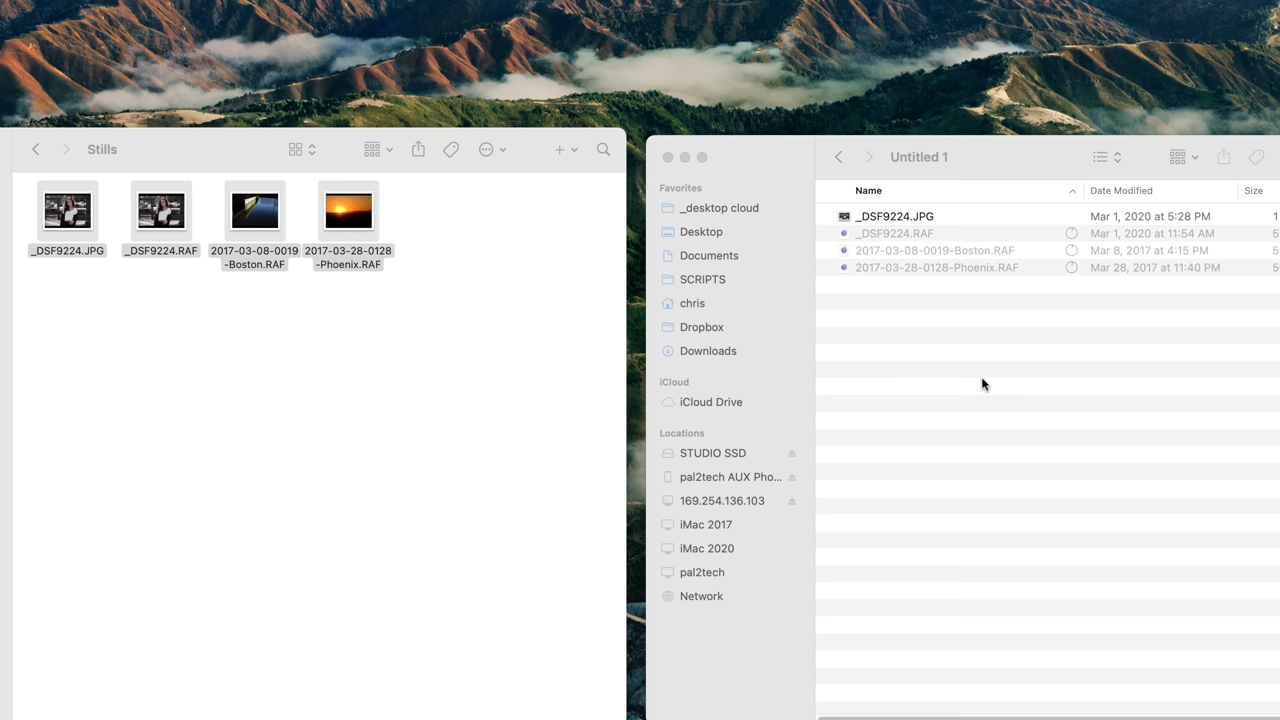 Stills
_DSF9224.JPG
_DSF9224.RAF
2017-03-08-0019
-Boston.RAF
2017-03-28-0128
-Phoenix.RAF
Favorites
_desktop cloud
Desktop
Documents
SCRIPTS
chris
Dropbox
Downloads
iCloud
iCloud Drive
Locations
STUDIO SSD
pal2tech AUX Pho...
169.254.136.103
iMac 2017
iMac 2020
pal2tech
Network
Untitled 1
Name Date Modified Size
_DSF9224.JPG Mar 1, 2020 at 5:28 PM 1
_DSF9224.RAF Mar 1, 2020 at 11:54 AM 5
2017-03-08-0019-Boston.RAF Mar 8, 2017 at 4:15 PM 5
2017-03-28-0128-Phoenix.RAF Mar 28, 2017 at 11:40 PM 5